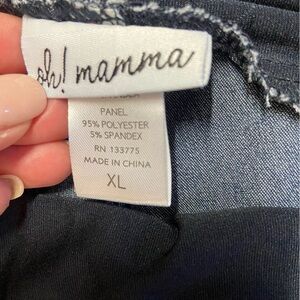 oh! mamma
PANEL
95% POLYESTER
5% SPANDEX
RN 133775
MADE IN CHINA
XL